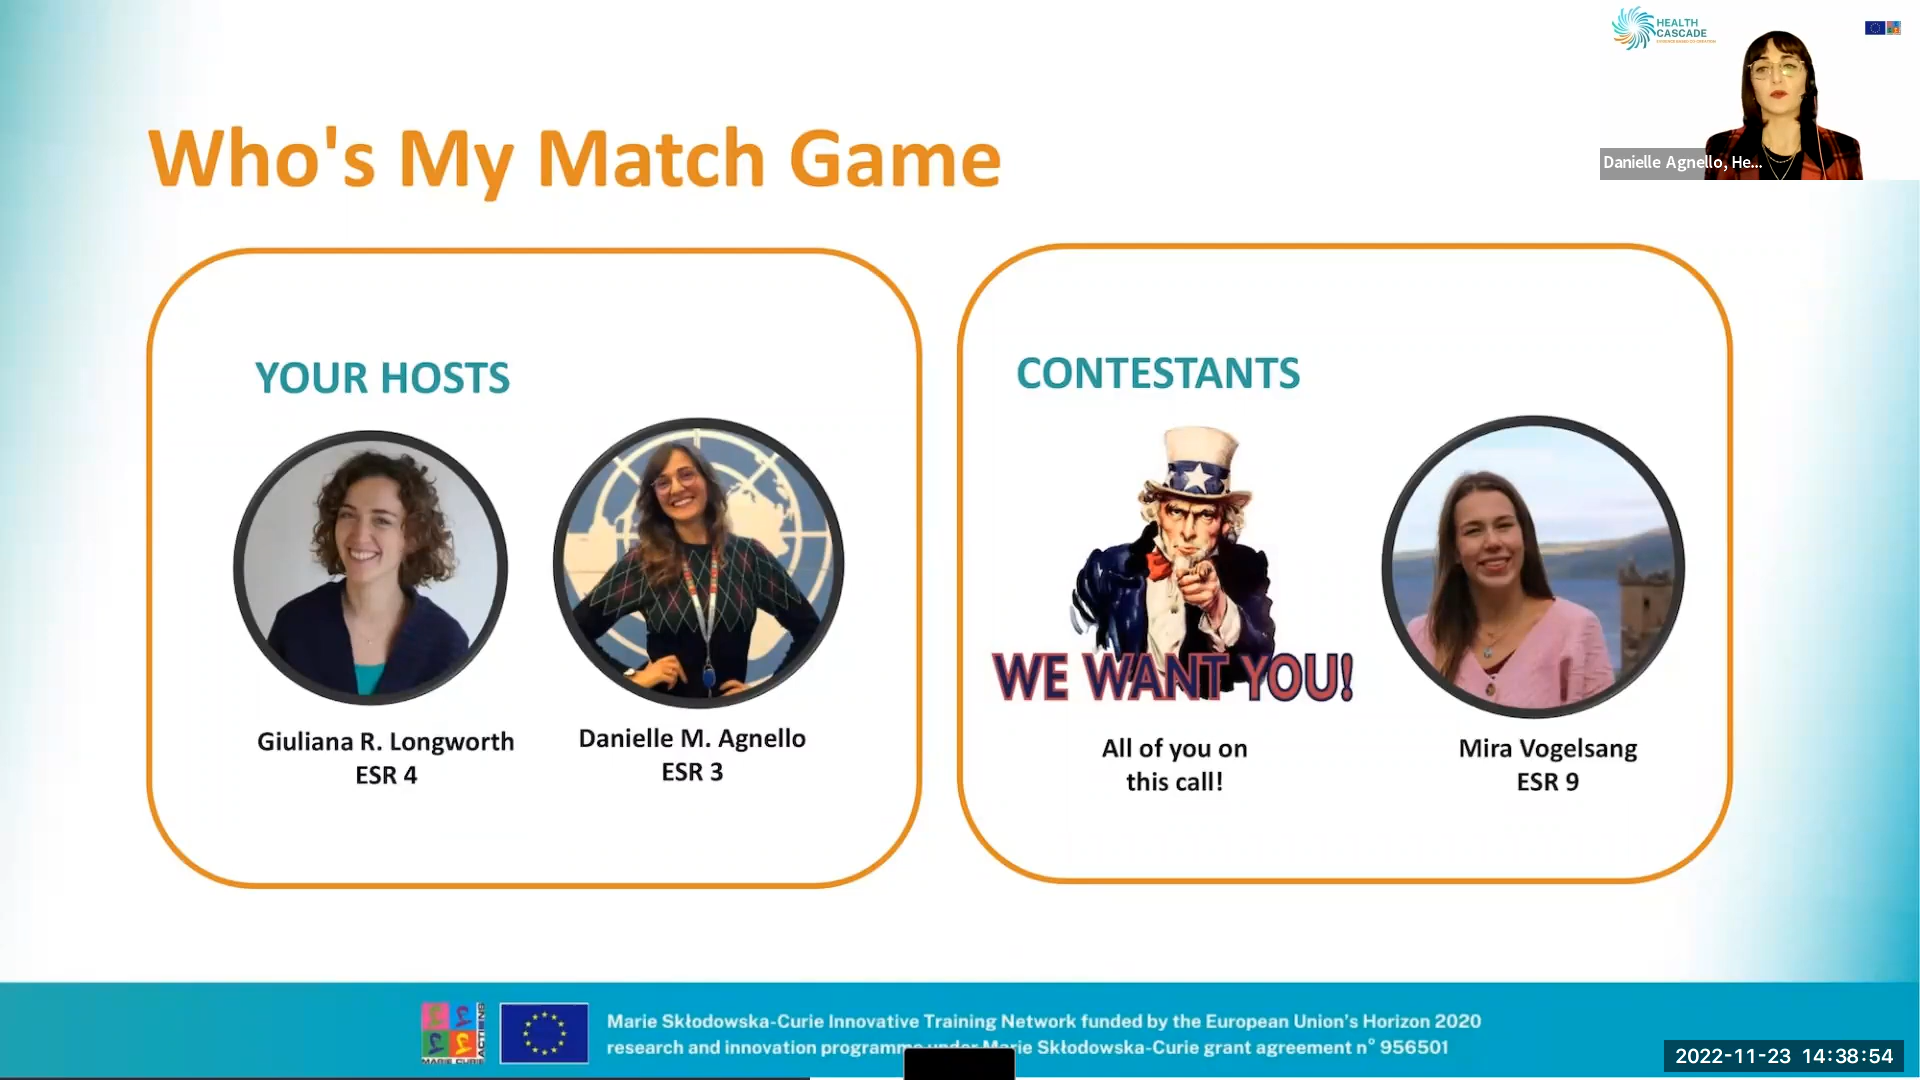 HEALTH
CASCADE
Danielle Agnello, He...
Who's My Match Game
YOUR HOSTS
Giuliana R. Longworth
ESR 4
Danielle M. Agnello
ESR 3
CONTESTANTS
WE WANT YOU!
All of you on
this call!
Mira Vogelsang
ESR 9
MARIE CURIE
ACTIONS
Marie Skłodowska-Curie Innovative Training Network funded by the European Union's Horizon 2020
research and innovation programme under Marie Skłodowska-Curie grant agreement n° 956501
2022-11-23 14:38:54